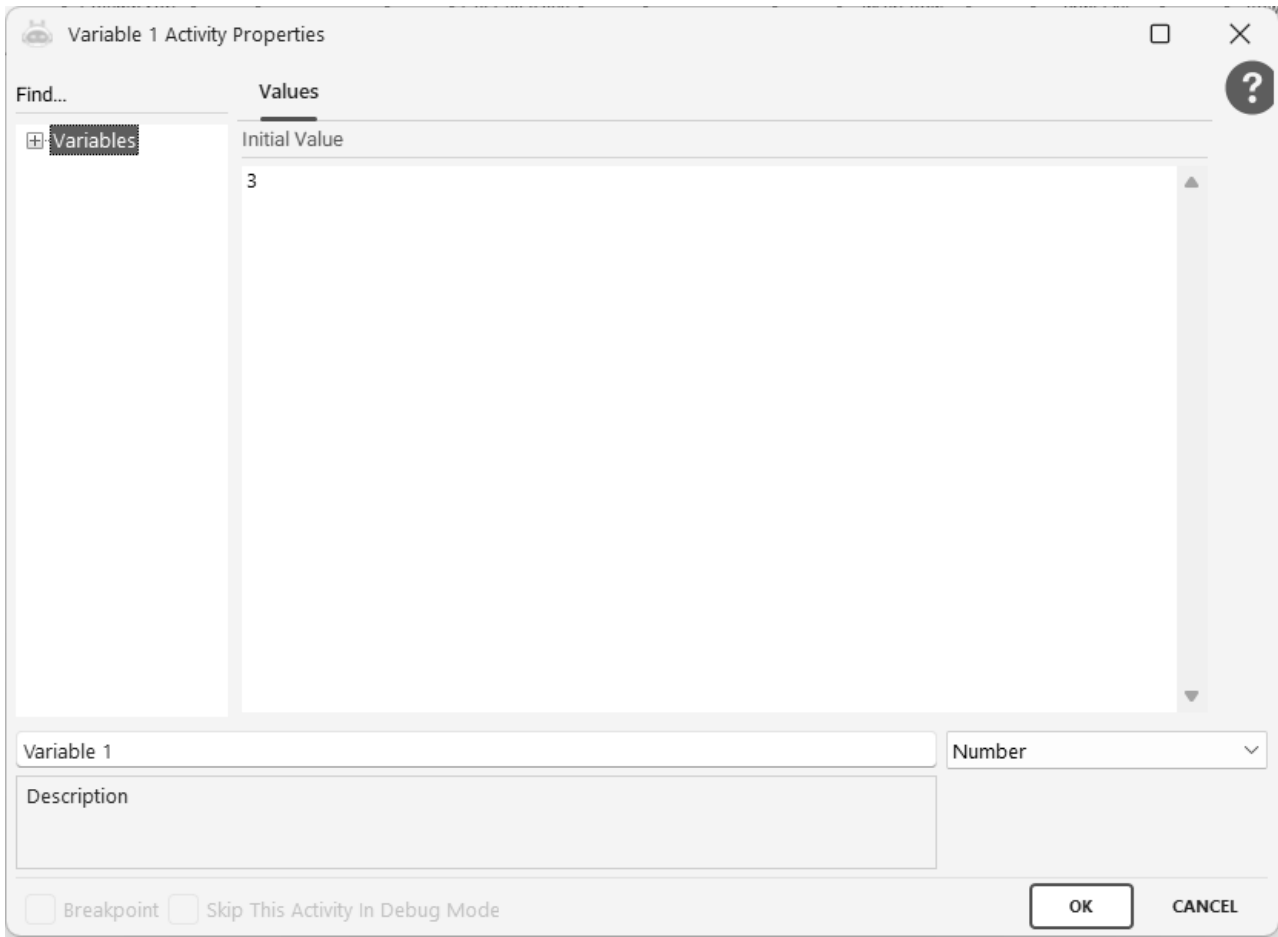 Variable 1 Activity Properties
Find...
Values
?
Variables
Initial Value
3
Variable 1
Number
Description
Breakpoint
Skip This Activity In Debug Mode
OK
CANCEL